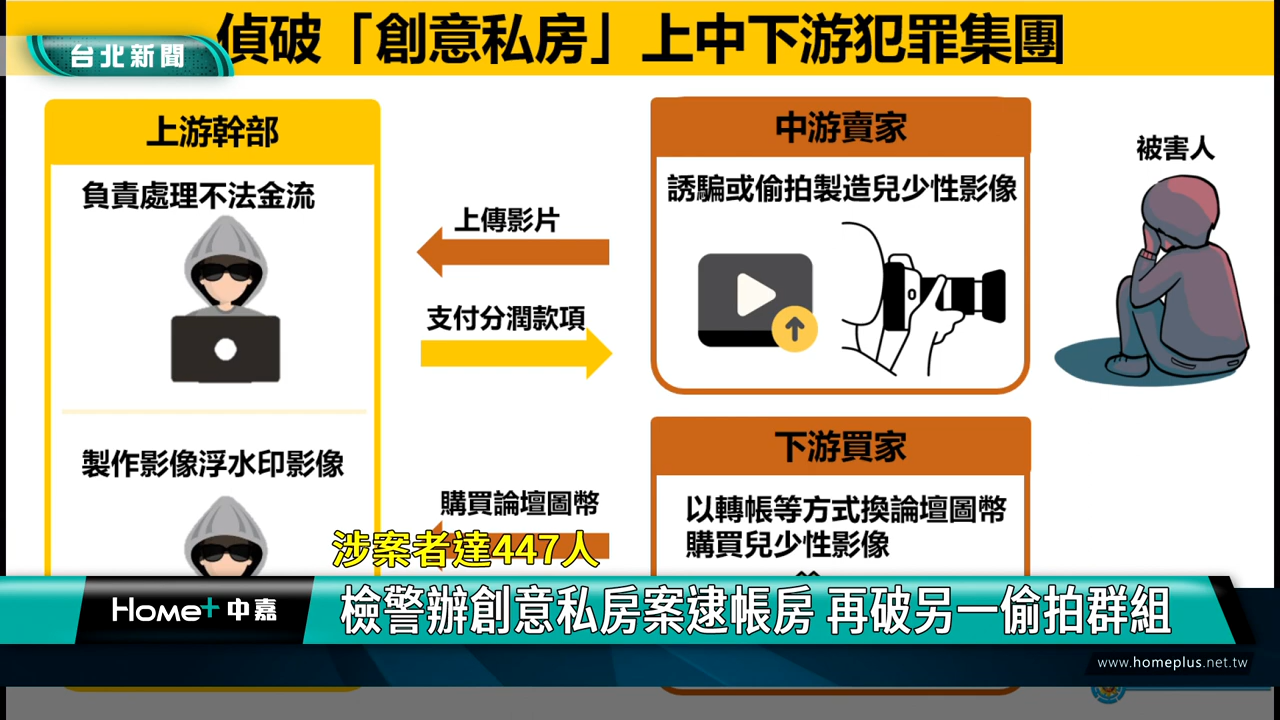 偵破「創意私房」上中下游犯罪集團
台北新聞
上游幹部
負責處理不法金流
製作影像浮水印影像
上傳影片
支付分潤款項
購買論壇圖幣
中游賣家
誘騙或偷拍製造兒少性影像
被害人
下游買家
以轉帳等方式換論壇圖幣
購買兒少性影像
涉案者達447人
Home+中嘉
檢警辦創意私房案逮帳房 再破另一偷拍群組
www.homeplus.net.tw